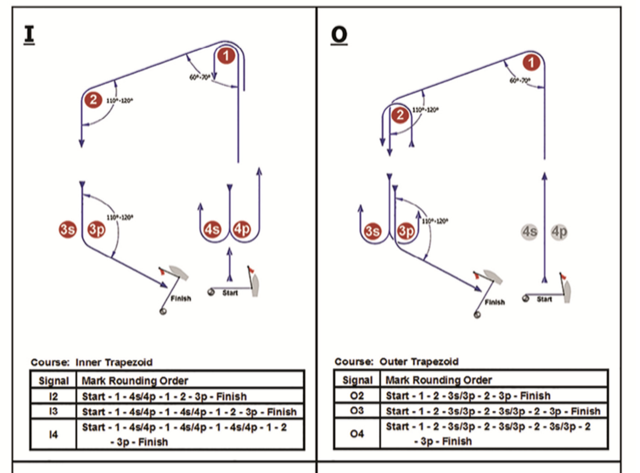 I
1
60°-70°
2
110°-120°
110°-120°
3s 3p
4s 4p
Finish
Start
Course: Inner Trapezoid
Signal Mark Rounding Order
I2 Start - 1 - 4s/4p - 1 - 2 - 3p - Finish
I3 Start - 1 - 4s/4p - 1 - 4s/4p - 1 - 2 - 3p - Finish
I4 Start - 1 - 4s/4p - 1 - 4s/4p - 1 - 4s/4p - 1 - 2
- 3p - Finish
O
1
60°-70°
2
110°-120°
110°-120°
3s 3p
4s 4p
Finish
Start
Course: Outer Trapezoid
Signal Mark Rounding Order
O2 Start - 1 - 2 - 3s/3p - 2 - 3p - Finish
O3 Start - 1 - 2 - 3s/3p - 2 - 3s/3p - 2 - 3p - Finish
O4 Start - 1 - 2 - 3s/3p - 2 - 3s/3p - 2 - 3s/3p - 2
- 3p - Finish